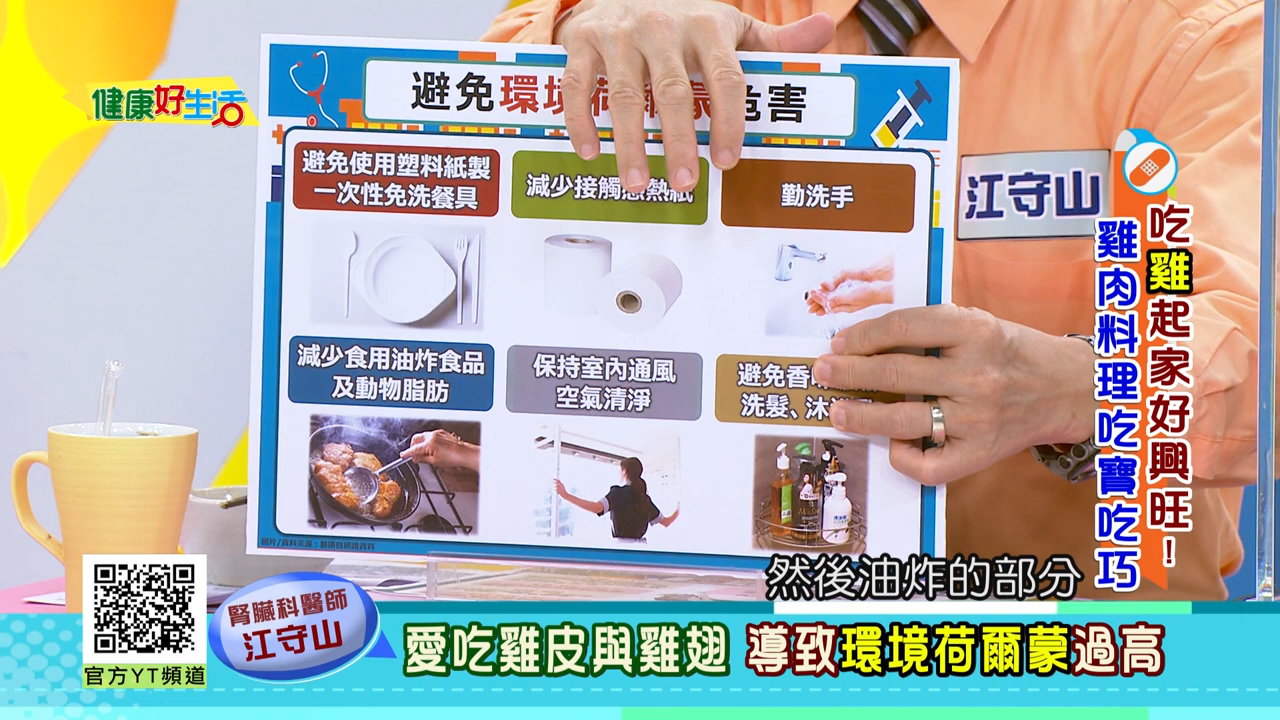 健康好生活
避免環境荷爾蒙危害
避免使用塑料紙製
一次性免洗餐具
減少接觸感熱紙
勤洗手
減少食用油炸食品
及動物脂肪
保持室內通風
空氣清淨
避免香
洗髮、沐
江守山
吃雞起家好興旺!
雞肉料理吃寶吃巧
然後油炸的部分
腎臟科醫師
江守山
愛吃雞皮與雞翅 導致環境荷爾蒙過高
官方YT頻道